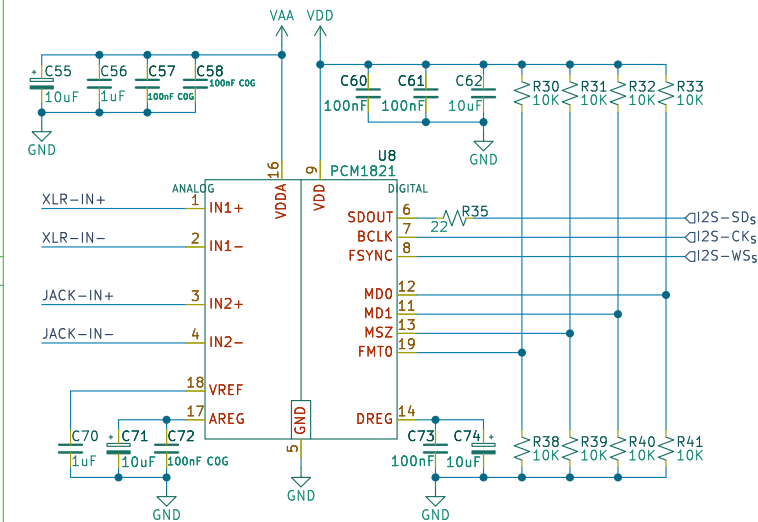 VAA VDD
C55 10uF
C56 1uF
C57 100nF COG
C58 100nF COG
GND
C60 100nF
C61 100nF
C62 10uF
GND
R30 10K
R31 10K
R32 10K
R33 10K
U8
PCM1821
ANALOG DIGITAL
16 VDDA
9 VDD
XLR-IN+ 1 IN1+
XLR-IN- 2 IN1-
JACK-IN+ 3 IN2+
JACK-IN- 4 IN2-
18 VREF
17 AREG
SDOUT 6 22 R35 I2S-SDs
BCLK 7 I2S-CKs
FSYNC 8 I2S-WSs
MD0 12
MD1 11
MSZ 13
FMT0 19
DREG 14
GND 5
GND
C70 1uF
C71 10uF
C72 100nF COG
GND
C73 100nF
C74 10uF
GND
R38 10K
R39 10K
R40 10K
R41 10K